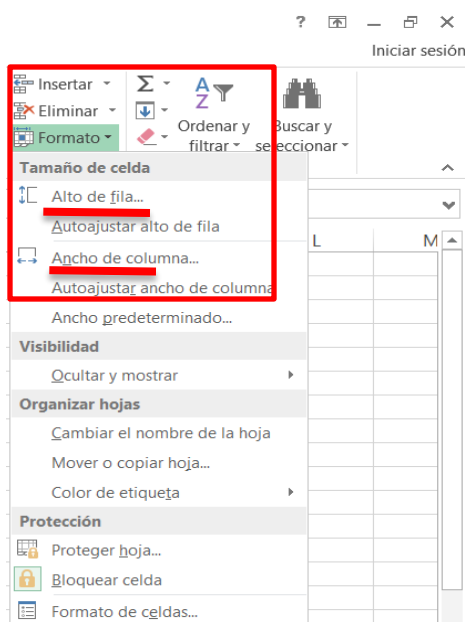 ?
Iniciar sesión
Insertar
Eliminar
Formato
Σ
A
Z
Ordenar y
filtrar
Buscar y
seleccionar
Tamaño de celda
Alto de fila...
Autoajustar alto de fila
Ancho de columna...
Autoajustar ancho de columna
Ancho predeterminado...
Visibilidad
Ocultar y mostrar
Organizar hojas
Cambiar el nombre de la hoja
Mover o copiar hoja...
Color de etiqueta
Protección
Proteger hoja...
Bloquear celda
Formato de celdas...
L M